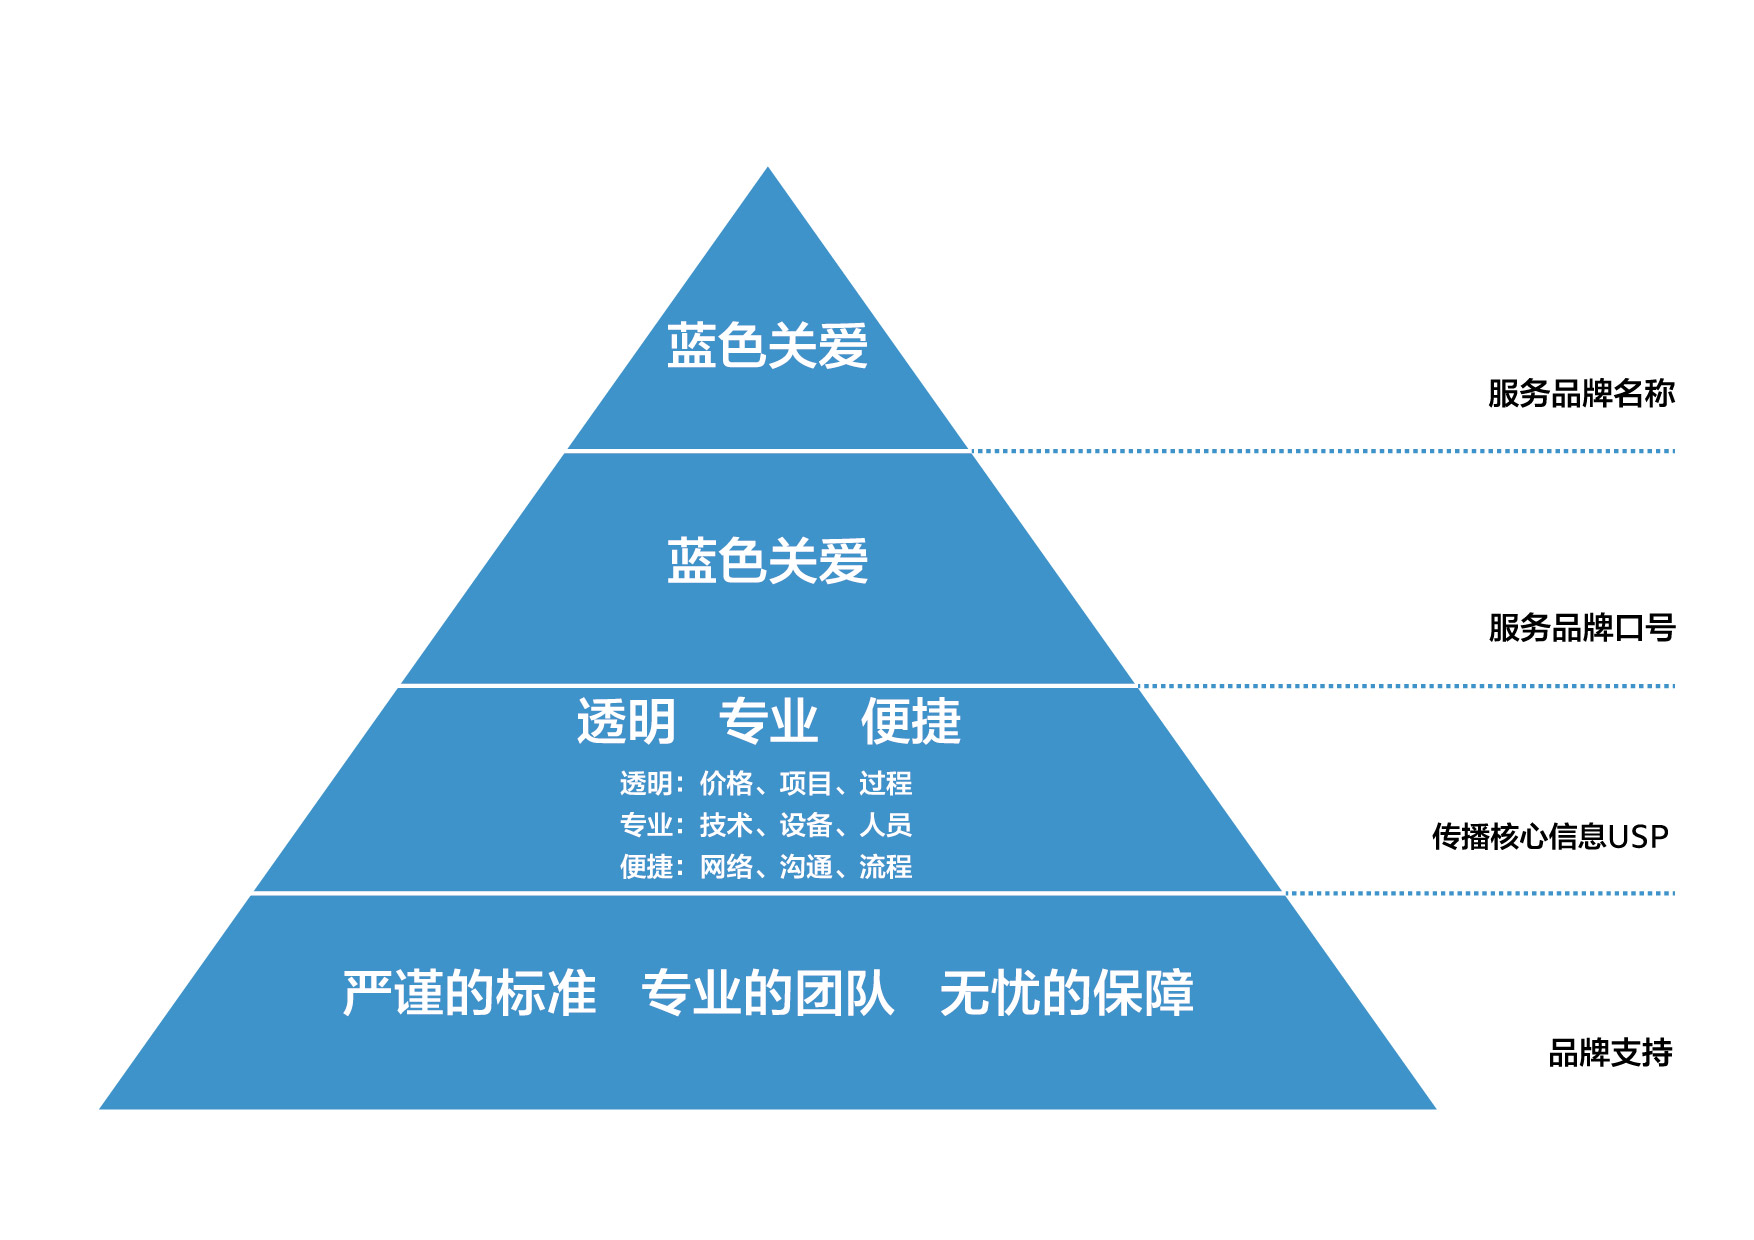 蓝色关爱
服务品牌名称
蓝色关爱
服务品牌口号
透明 专业 便捷
透明：价格、项目、过程
专业：技术、设备、人员
便捷：网络、沟通、流程
传播核心信息USP
严谨的标准 专业的团队 无忧的保障
品牌支持